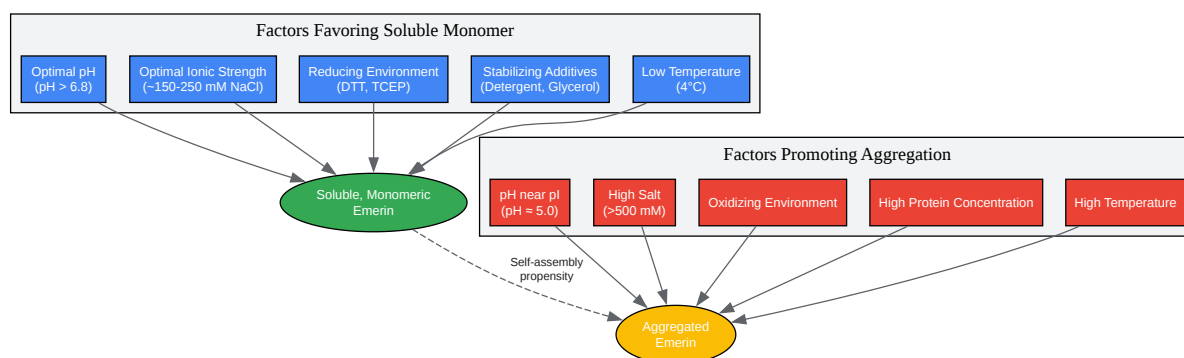 Factors Favoring Soluble Monomer
Optimal pH
(pH > 6.8)
Optimal Ionic Strength
(~150-250 mM NaCl)
Reducing Environment
(DTT, TCEP)
Stabilizing Additives
(Detergent, Glycerol)
Low Temperature
(4°C)
Factors Promoting Aggregation
pH near pI
(pH ≈ 5.0)
High Salt
(>500 mM)
Oxidizing Environment
High Protein Concentration
High Temperature
Soluble, Monomeric
Emerin
Self-assembly
propensity
Aggregated
Emerin